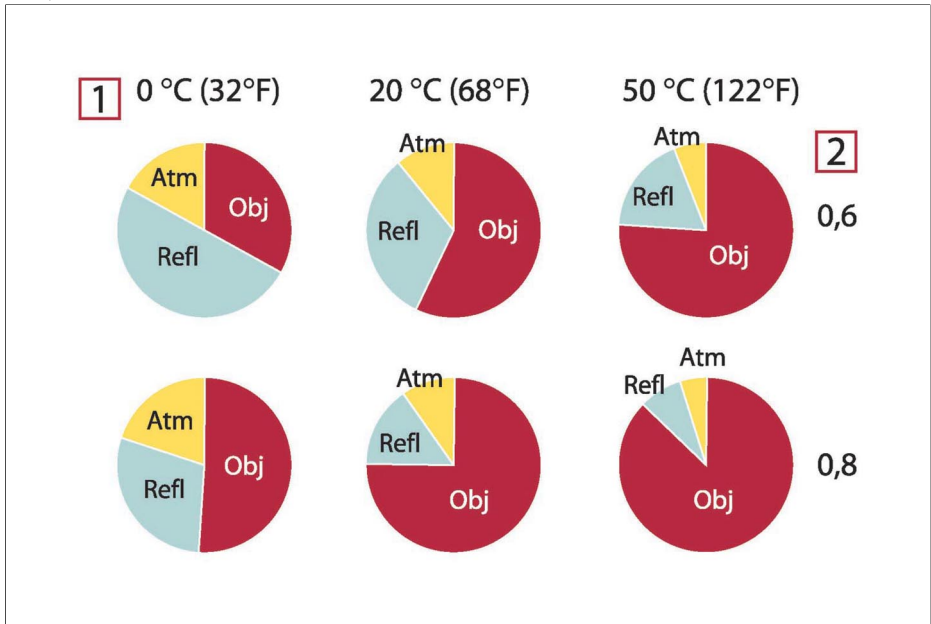 1 0 °C (32°F) 20 °C (68°F) 50 °C (122°F)
2
Atm Obj Refl
Atm Refl Obj
Atm Refl Obj
0,6
Atm Refl Obj
Atm Refl Obj
Atm Refl Obj
0,8